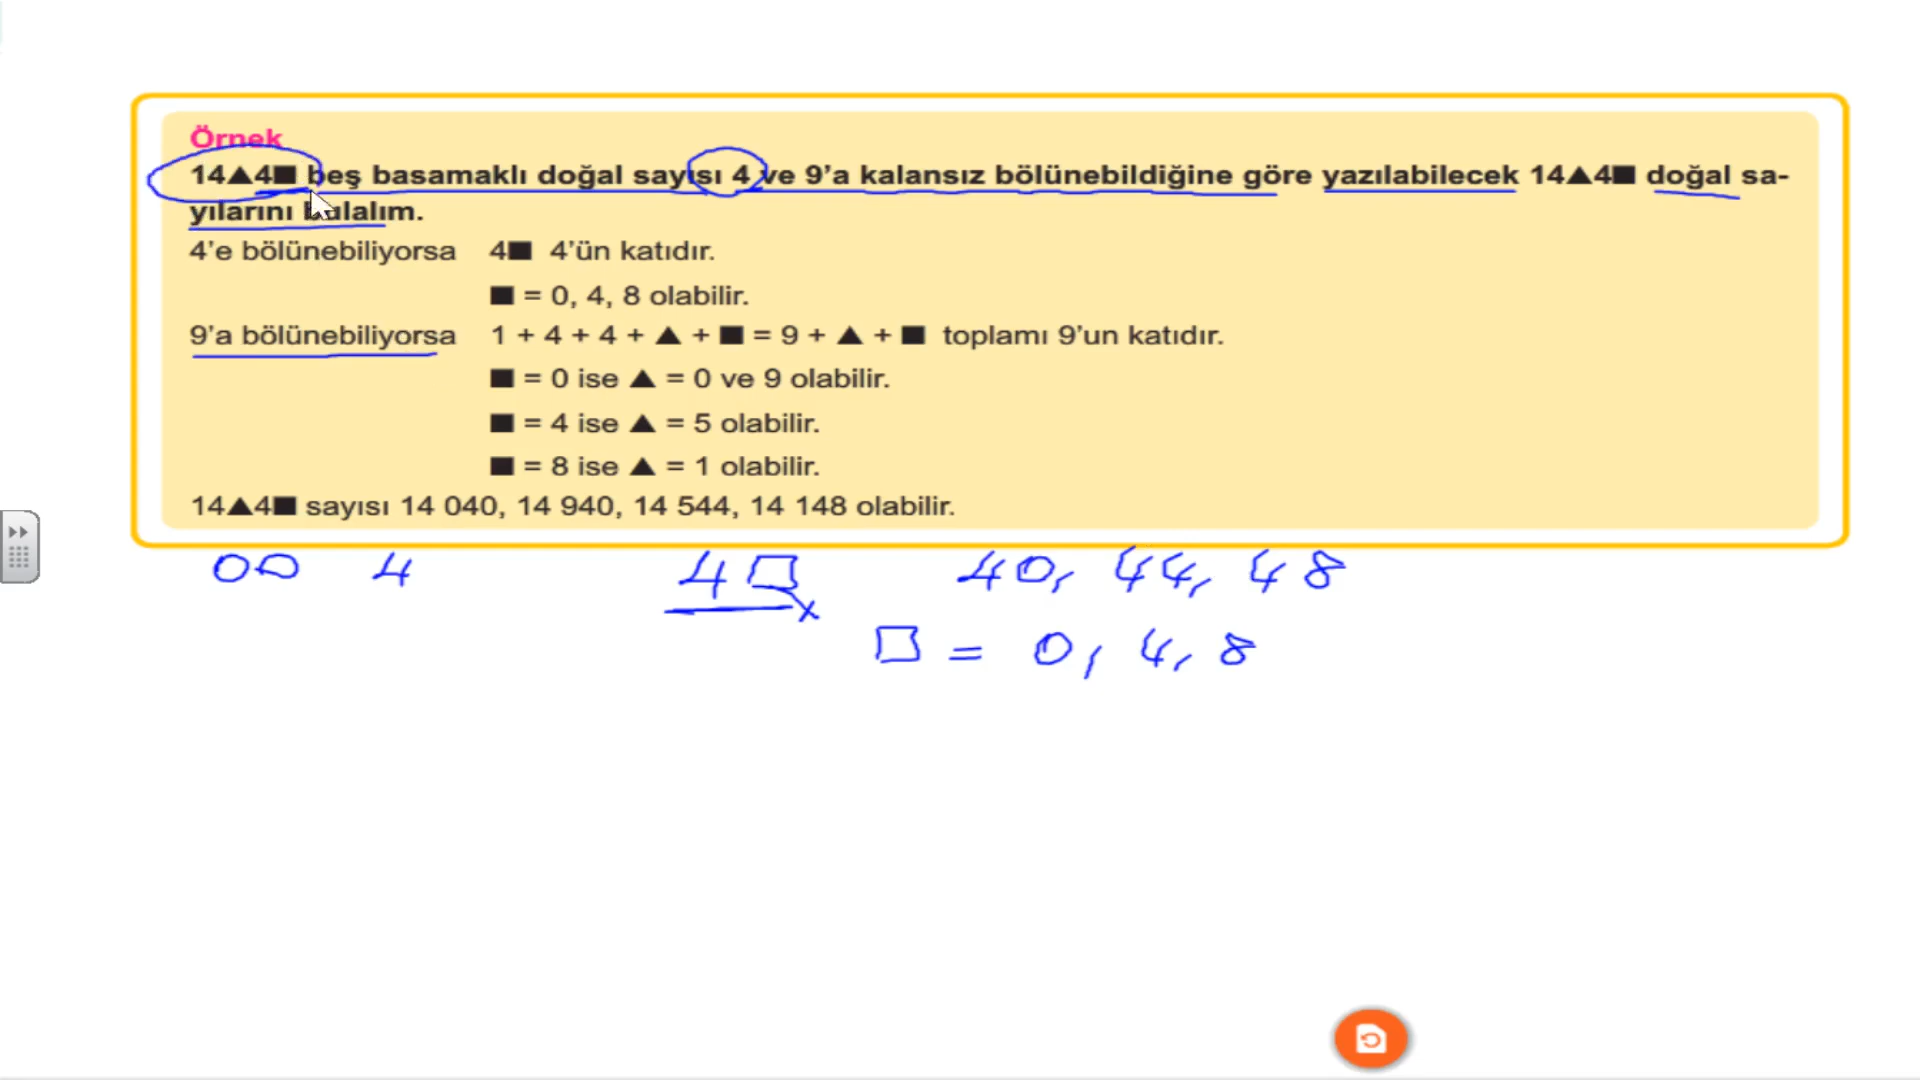 Örnek
14▲4■ beş basamaklı doğal sayısı 4 ve 9’a kalansız bölünebildiğine göre yazılabilecek 14▲4■ doğal sa-
yılarını bulalım.
4’e bölünebiliyorsa 4■ 4’ün katıdır.
■ = 0, 4, 8 olabilir.
9’a bölünebiliyorsa 1 + 4 + 4 + ▲ + ■ = 9 + ▲ + ■ toplamı 9’un katıdır.
■ = 0 ise ▲ = 0 ve 9 olabilir.
■ = 4 ise ▲ = 5 olabilir.
■ = 8 ise ▲ = 1 olabilir.
14▲4■ sayısı 14 040, 14 940, 14 544, 14 148 olabilir.
00 4 4□ 40, 44, 48
□ = 0, 4, 8